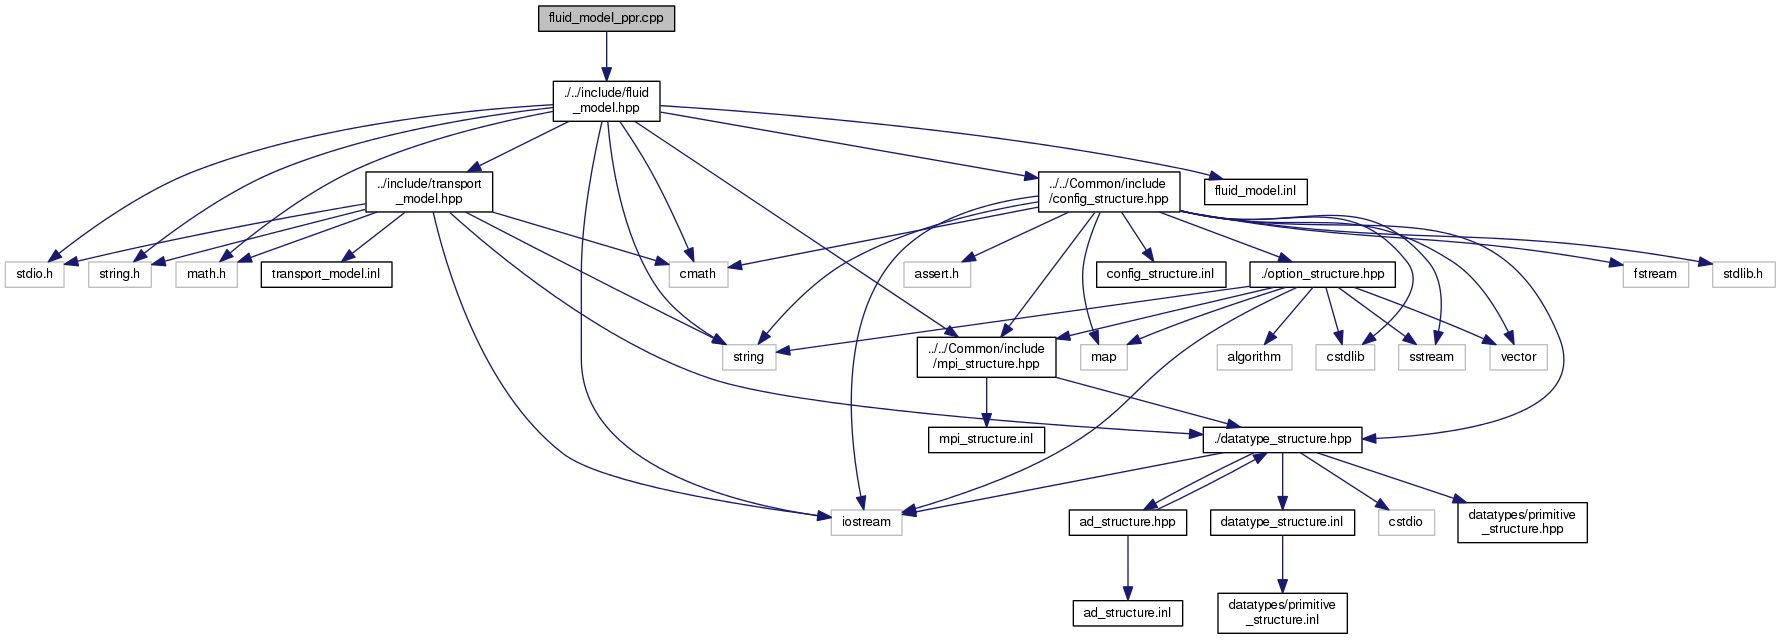 fluid_model_ppr.cpp
./../include/fluid
_model.hpp
../include/transport
_model.hpp
../../Common/include
/config_structure.hpp
fluid_model.inl
stdio.h
string.h
math.h
transport_model.inl
cmath
assert.h
config_structure.inl
./option_structure.hpp
fstream
stdlib.h
string
../../Common/include
/mpi_structure.hpp
map
algorithm
cstdlib
sstream
vector
mpi_structure.inl
./datatype_structure.hpp
iostream
ad_structure.hpp
datatype_structure.inl
cstdio
datatypes/primitive
_structure.hpp
ad_structure.inl
datatypes/primitive
_structure.inl